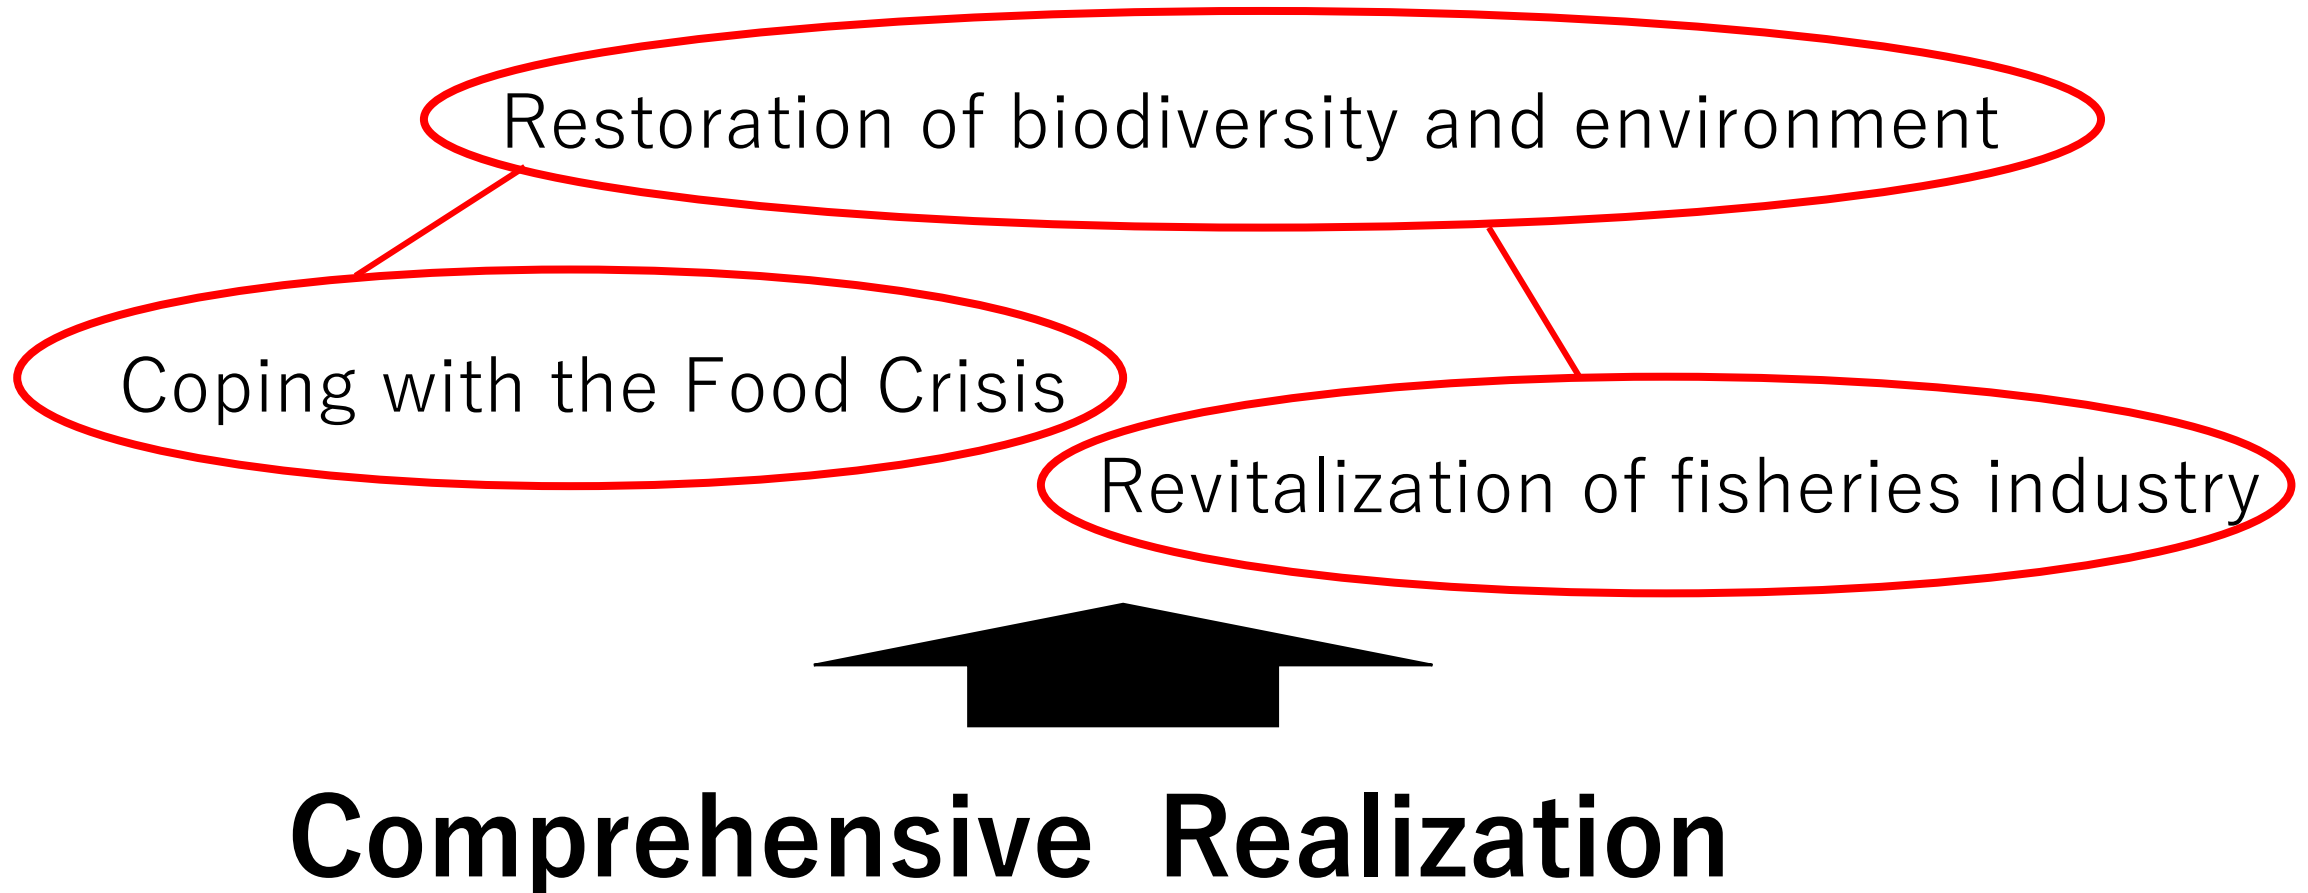 Restoration of biodiversity and environment
Coping with the Food Crisis
Revitalization of fisheries industry
Comprehensive Realization